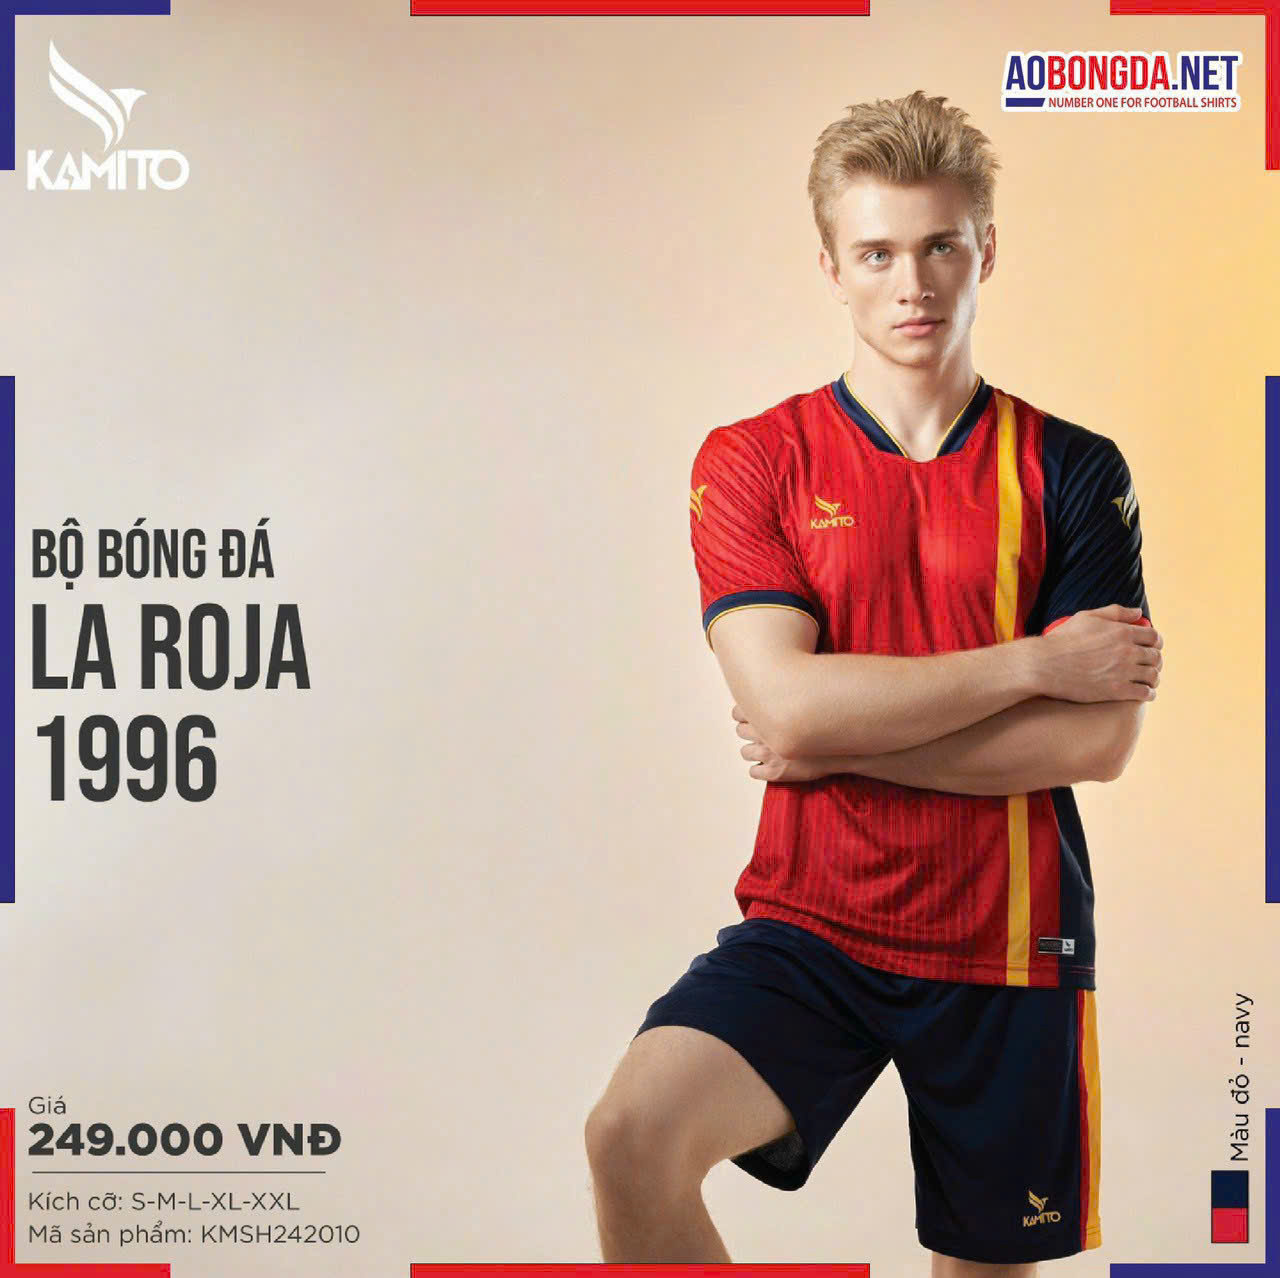 KAMITO
AOBONGDA.NET
NUMBER ONE FOR FOOTBALL SHIRTS
KAMITO
BỘ BÓNG ĐÁ
LA ROJA
1996
Giá
249.000 VNĐ
Kích cỡ: S-M-L-XL-XXL
Mã sản phẩm: KMSH242010
KAMITO
Màu đỏ - navy